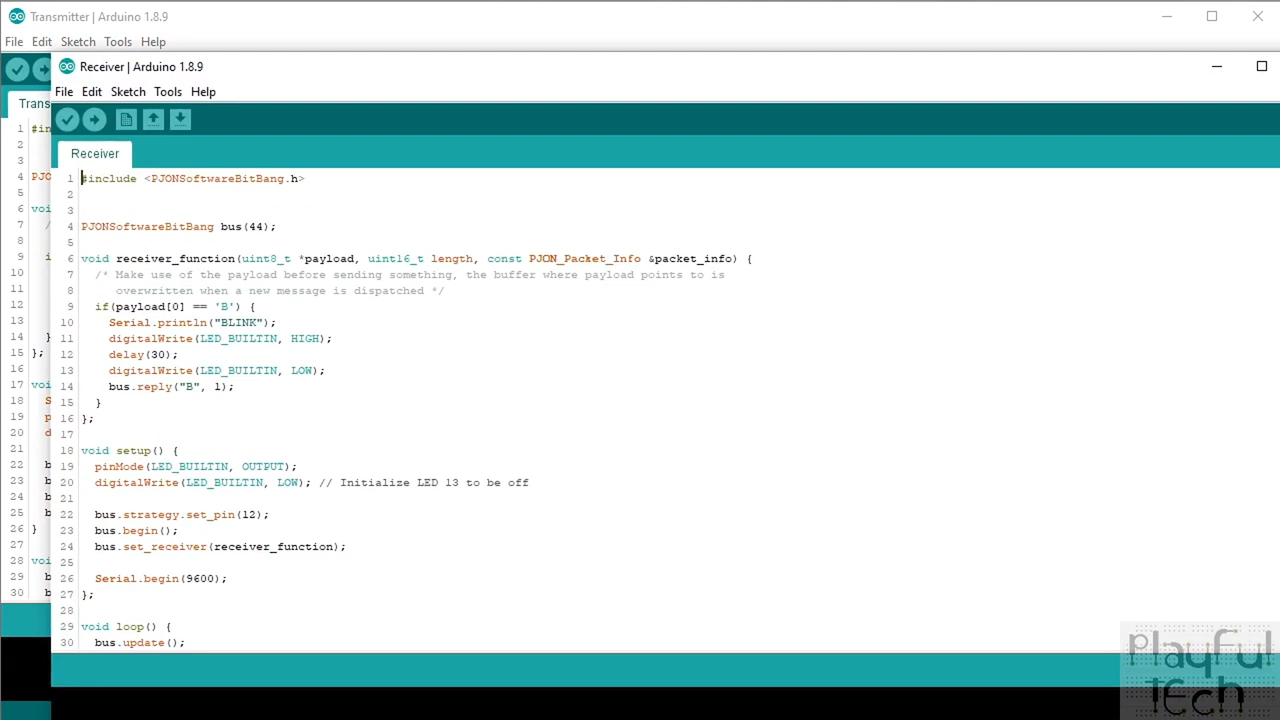 Transmitter | Arduino 1.8.9
File Edit Sketch Tools Help
Receiver | Arduino 1.8.9
File Edit Sketch Tools Help
Trans
Receiver
1 #in
2
3
4 PJO
5
6 voi
7 /
8
9 i
10
11
12
13
14 }
15 };
16
17 voi
18 S
19 p
20 d
21
22 b
23 b
24 b
25 b
26 }
27
28 voi
29 b
30 b
1 #include <PJONSoftwareBitBang.h>
2
3
4 PJONSoftwareBitBang bus(44);
5
6 void receiver_function(uint8_t *payload, uint16_t length, const PJON_Packet_Info &packet_info) {
7 /* Make use of the payload before sending something, the buffer where payload points to is
8 overwritten when a new message is dispatched */
9 if(payload[0] == 'B') {
10 Serial.println("BLINK");
11 digitalWrite(LED_BUILTIN, HIGH);
12 delay(30);
13 digitalWrite(LED_BUILTIN, LOW);
14 bus.reply("B", 1);
15 }
16 };
17
18 void setup() {
19 pinMode(LED_BUILTIN, OUTPUT);
20 digitalWrite(LED_BUILTIN, LOW); // Initialize LED 13 to be off
21
22 bus.strategy.set_pin(12);
23 bus.begin();
24 bus.set_receiver(receiver_function);
25
26 Serial.begin(9600);
27 };
28
29 void loop() {
30 bus.update();
playful
tech